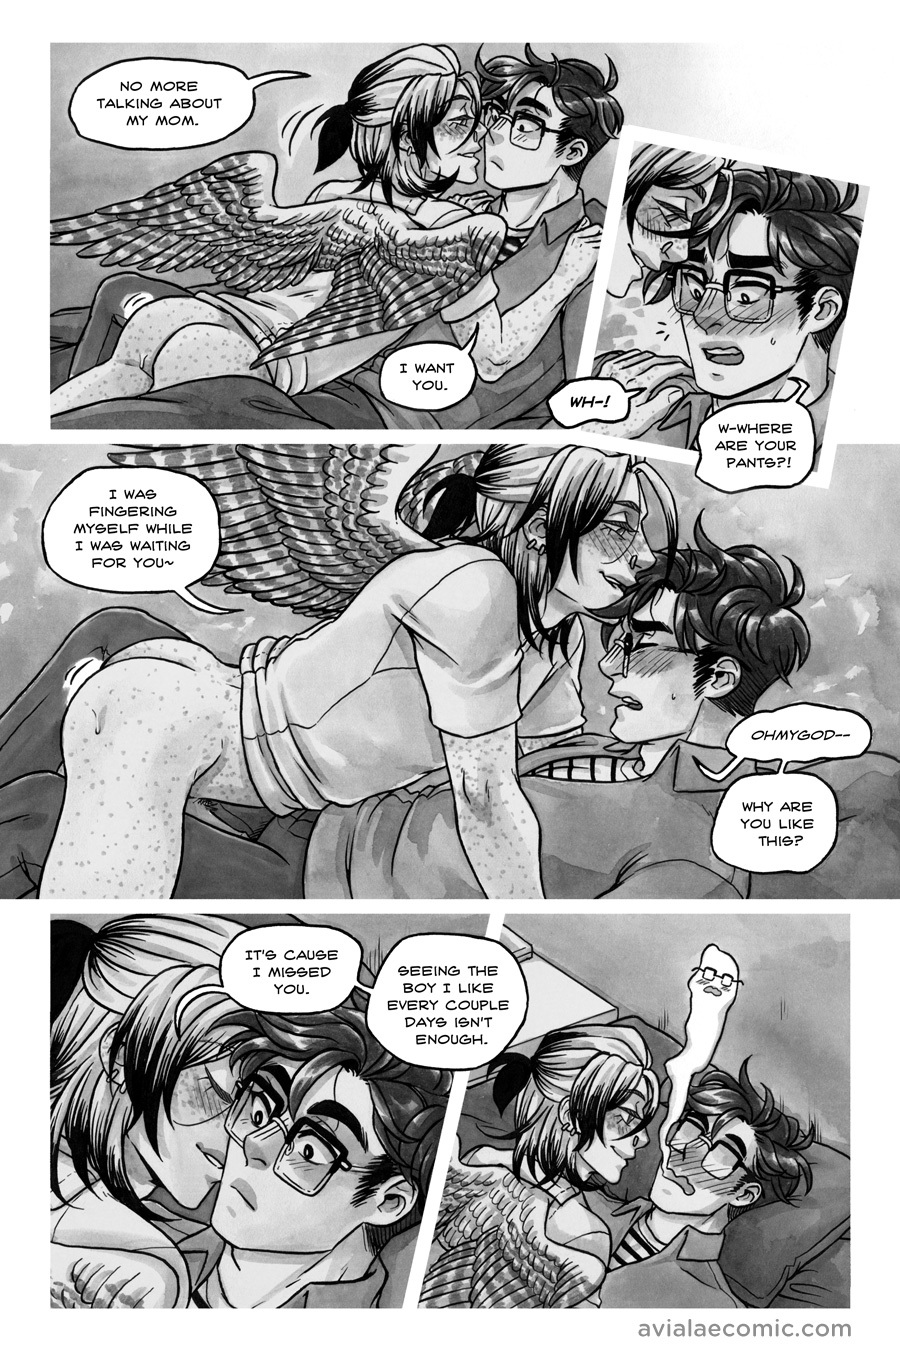 NO MORE
TALKING ABOUT
MY MOM.
I WANT
YOU.
WH-!
W-WHERE
ARE YOUR
PANTS?!
I WAS
FINGERING
MYSELF WHILE
I WAS WAITING
FOR YOU~
OHMYGOD--
WHY ARE
YOU LIKE
THIS?
IT'S CAUSE
I MISSED
YOU.
SEEING THE
BOY I LIKE
EVERY COUPLE
DAYS ISN'T
ENOUGH.
avialaecomic.com